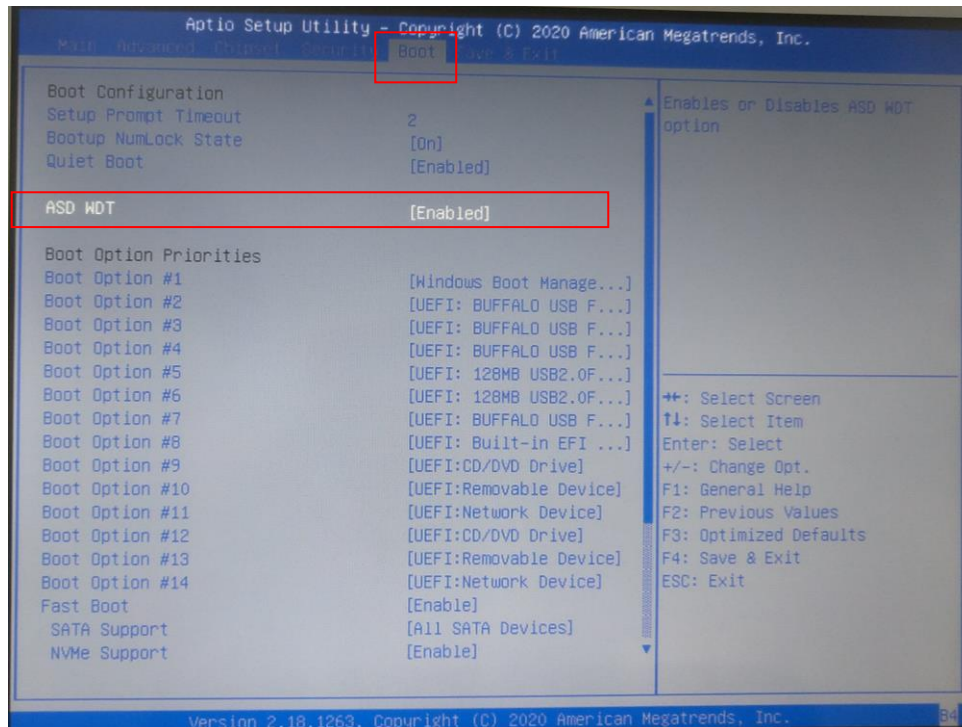 Aptio Setup Utility – Copyright (C) 2020 American Megatrends, Inc.
Main Advanced Chipset Security Boot Save & Exit
Boot Configuration
Setup Prompt Timeout 2
Bootup NumLock State [On]
Quiet Boot [Enabled]
ASD WDT [Enabled]
Boot Option Priorities
Boot Option #1 [Windows Boot Manage...]
Boot Option #2 [UEFI: BUFFALO USB F...]
Boot Option #3 [UEFI: BUFFALO USB F...]
Boot Option #4 [UEFI: BUFFALO USB F...]
Boot Option #5 [UEFI: 128MB USB2.0F...]
Boot Option #6 [UEFI: 128MB USB2.0F...]
Boot Option #7 [UEFI: BUFFALO USB F...]
Boot Option #8 [UEFI: Built-in EFI ...]
Boot Option #9 [UEFI:CD/DVD Drive]
Boot Option #10 [UEFI:Removable Device]
Boot Option #11 [UEFI:Network Device]
Boot Option #12 [UEFI:CD/DVD Drive]
Boot Option #13 [UEFI:Removable Device]
Boot Option #14 [UEFI:Network Device]
Fast Boot [Enable]
SATA Support [All SATA Devices]
NVMe Support [Enable]
Enables or Disables ASD WDT
option
→←: Select Screen
↑↓: Select Item
Enter: Select
+/-: Change Opt.
F1: General Help
F2: Previous Values
F3: Optimized Defaults
F4: Save & Exit
ESC: Exit
Version 2.18.1263. Copyright (C) 2020 American Megatrends, Inc.
B4